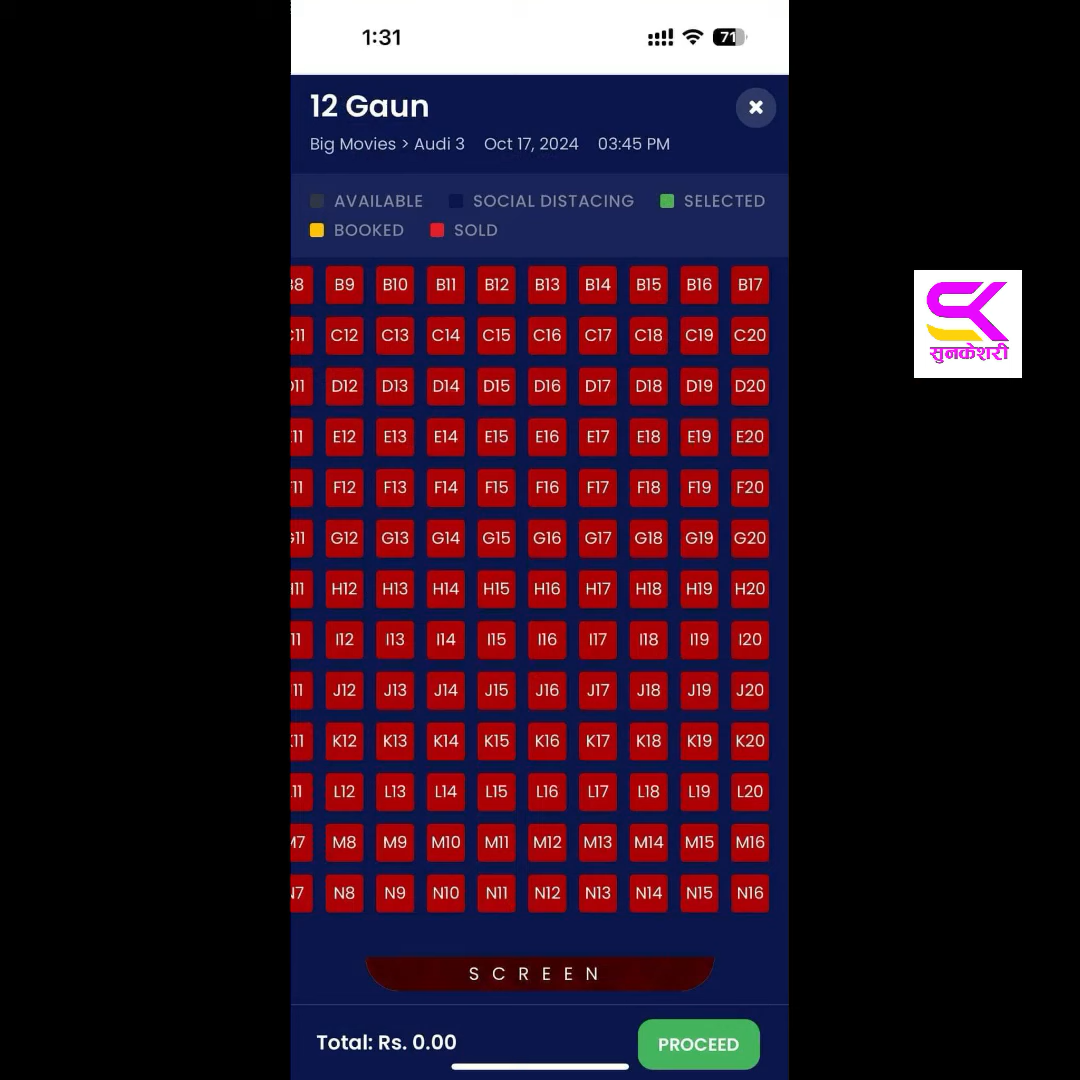 1:31
71
12 Gaun
Big Movies > Audi 3 Oct 17, 2024 03:45 PM
AVAILABLE SOCIAL DISTACING SELECTED
BOOKED SOLD
B9 B10 B11 B12 B13 B14 B15 B16 B17
C12 C13 C14 C15 C16 C17 C18 C19 C20
D12 D13 D14 D15 D16 D17 D18 D19 D20
E12 E13 E14 E15 E16 E17 E18 E19 E20
F12 F13 F14 F15 F16 F17 F18 F19 F20
G12 G13 G14 G15 G16 G17 G18 G19 G20
H12 H13 H14 H15 H16 H17 H18 H19 H20
I12 I13 I14 I15 I16 I17 I18 I19 I20
J12 J13 J14 J15 J16 J17 J18 J19 J20
K12 K13 K14 K15 K16 K17 K18 K19 K20
L12 L13 L14 L15 L16 L17 L18 L19 L20
M8 M9 M10 M11 M12 M13 M14 M15 M16
N8 N9 N10 N11 N12 N13 N14 N15 N16
SCREEN
Total: Rs. 0.00 PROCEED
SK
सुनकेशरी